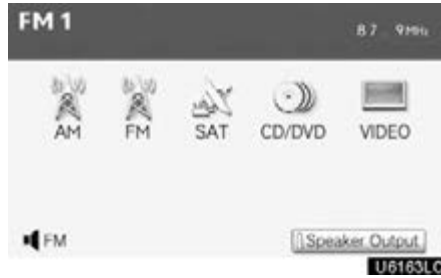 FM 1
87.9MHz
AM FM SAT CD/DVD VIDEO
FM Speaker Output
U6163LC